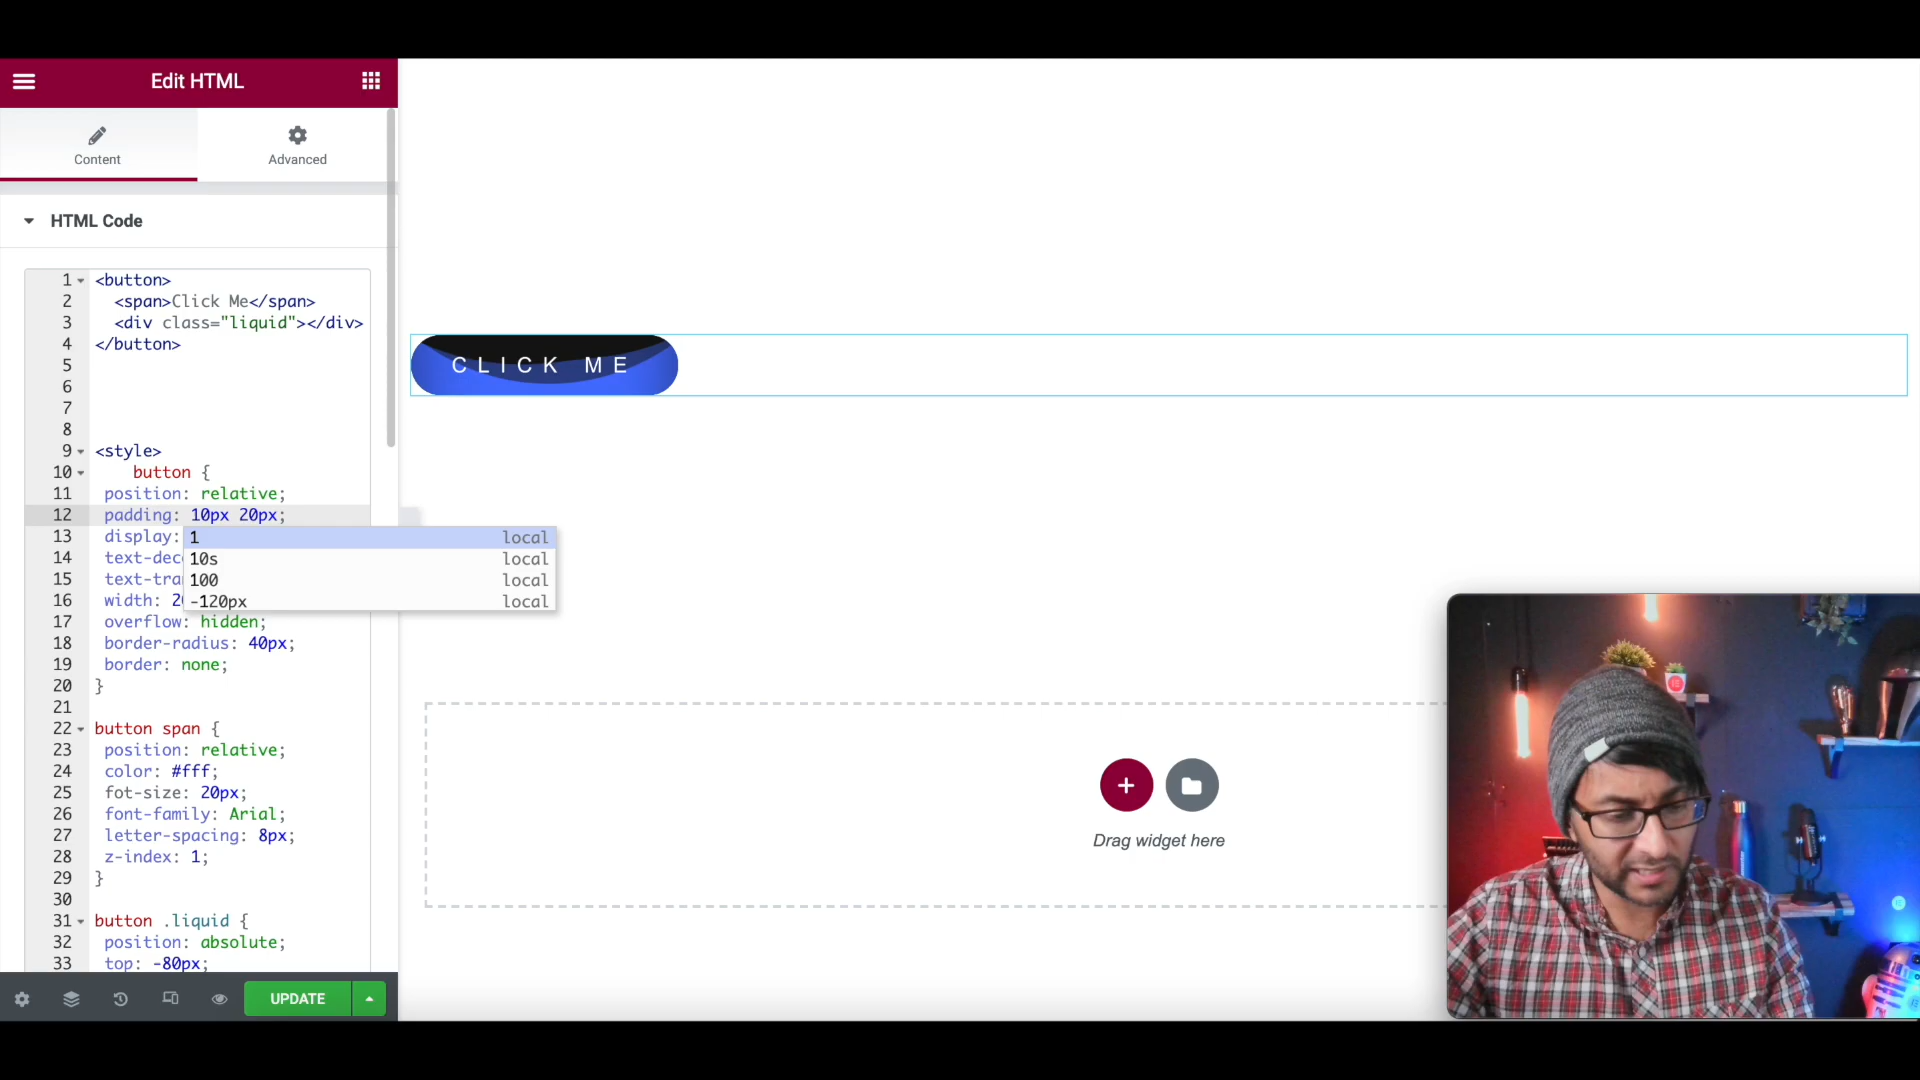 Edit HTML
Content
Advanced
HTML Code
1 <button>
2 <span>Click Me</span>
3 <div class="liquid"></div>
4 </button>
5
6
7
8
9 <style>
10 button {
11 position: relative;
12 padding: 10px 20px;
13 display:
14 text-dec
15 text-tra
16 width: 2
17 overflow: hidden;
18 border-radius: 40px;
19 border: none;
20 }
21
22 button span {
23 position: relative;
24 color: #fff;
25 fot-size: 20px;
26 font-family: Arial;
27 letter-spacing: 8px;
28 z-index: 1;
29 }
30
31 button .liquid {
32 position: absolute;
33 top: -80px;
1 local
10s local
100 local
-120px local
UPDATE
CLICK ME
Drag widget here